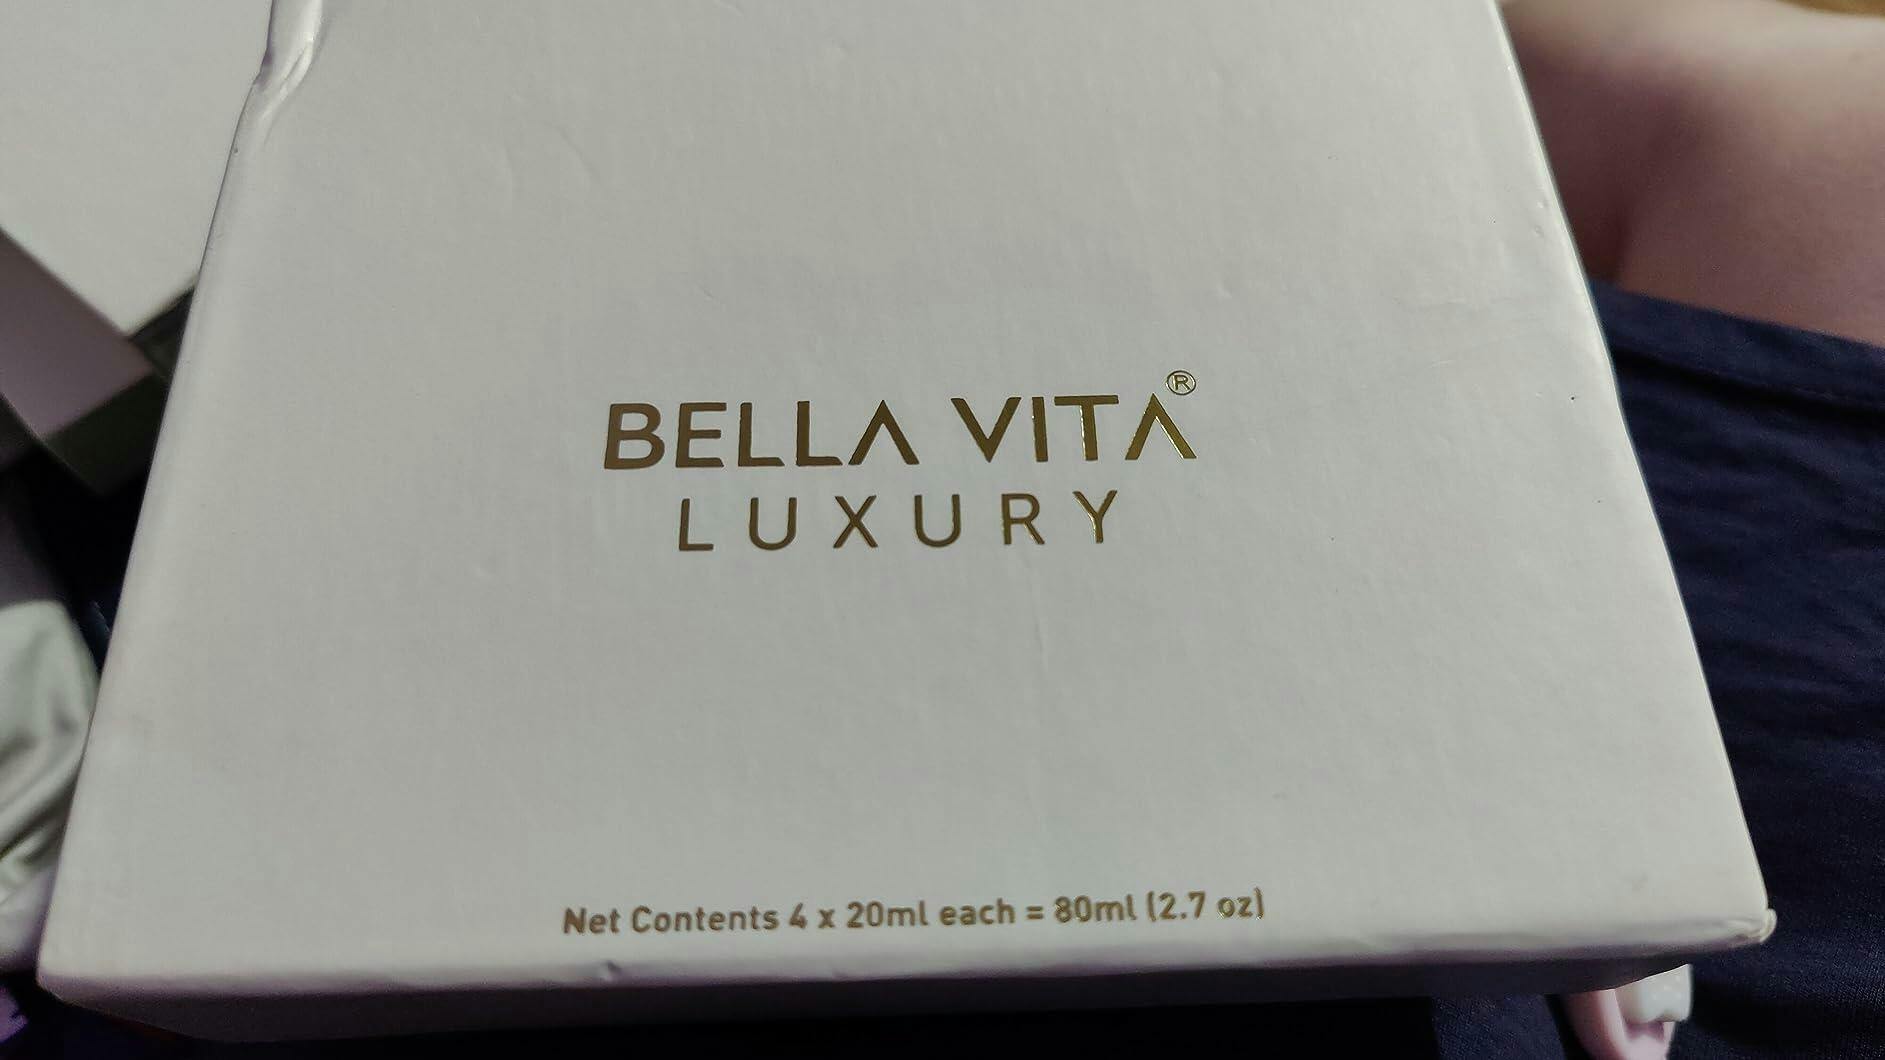 BELLA VITA®
LUXURY
Net Contents 4 x 20ml each = 80ml (2.7 oz)